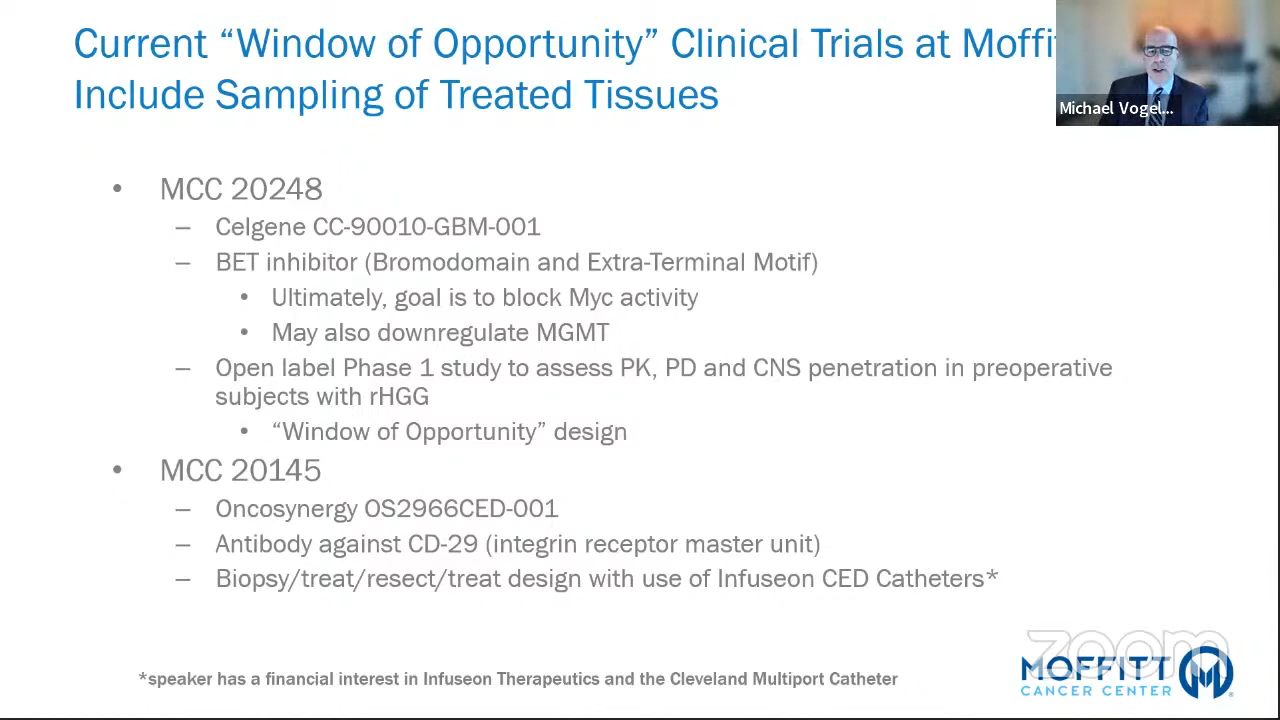 Current “Window of Opportunity” Clinical Trials at Moffi
Include Sampling of Treated Tissues
Michael Vogel...
• MCC 20248
– Celgene CC-90010-GBM-001
– BET inhibitor (Bromodomain and Extra-Terminal Motif)
• Ultimately, goal is to block Myc activity
• May also downregulate MGMT
– Open label Phase 1 study to assess PK, PD and CNS penetration in preoperative
subjects with rHGG
• “Window of Opportunity” design
• MCC 20145
– Oncosynergy OS2966CED-001
– Antibody against CD-29 (integrin receptor master unit)
– Biopsy/treat/resect/treat design with use of Infuseon CED Catheters*
zoom
MOFFITT
CANCER CENTER
*speaker has a financial interest in Infuseon Therapeutics and the Cleveland Multiport Catheter